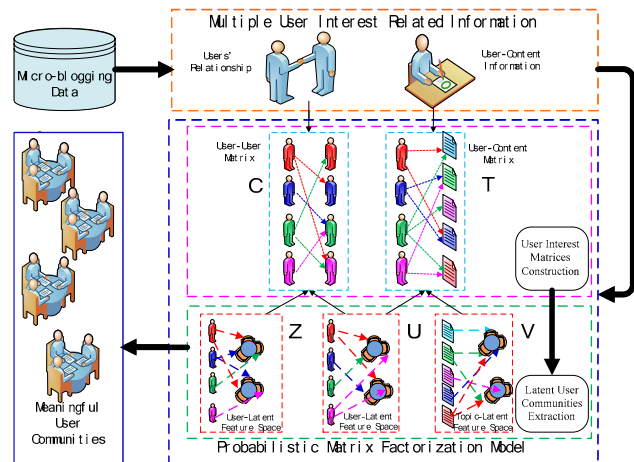 Multiple User Interest Related Information
Micro-blogging
Data
Users'
Relationship
User-Content
Information
User-User
Matrix
C
User-Content
Matrix
T
User Interest
Matrices
Construction
Z
U
V
User-Latent
Feature Space
User-Latent
Feature Space
Topic-Latent
Feature Space
Latent User
Communities
Extraction
Meaningful
User
Communities
Probabilistic Matrix Factorization Model